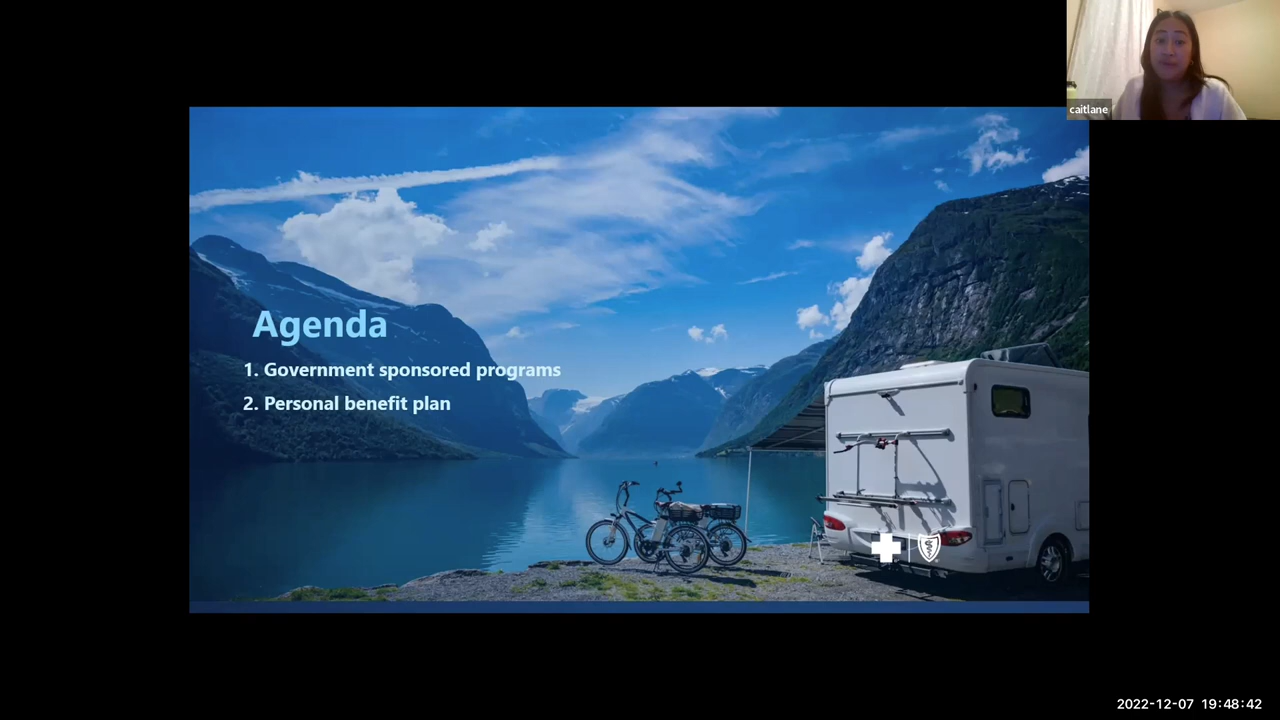 caitlane
Agenda
1. Government sponsored programs
2. Personal benefit plan
2022-12-07 19:48:42